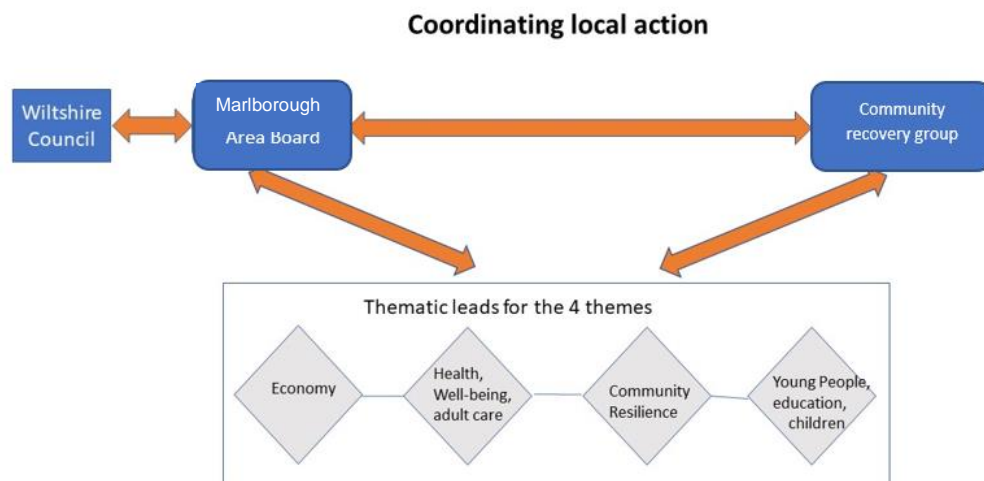 Coordinating local action
Wiltshire
Council
Marlborough
Area Board
Community
recovery group
Thematic leads for the 4 themes
Economy
Health,
Well-being,
adult care
Community
Resilience
Young People,
education,
children